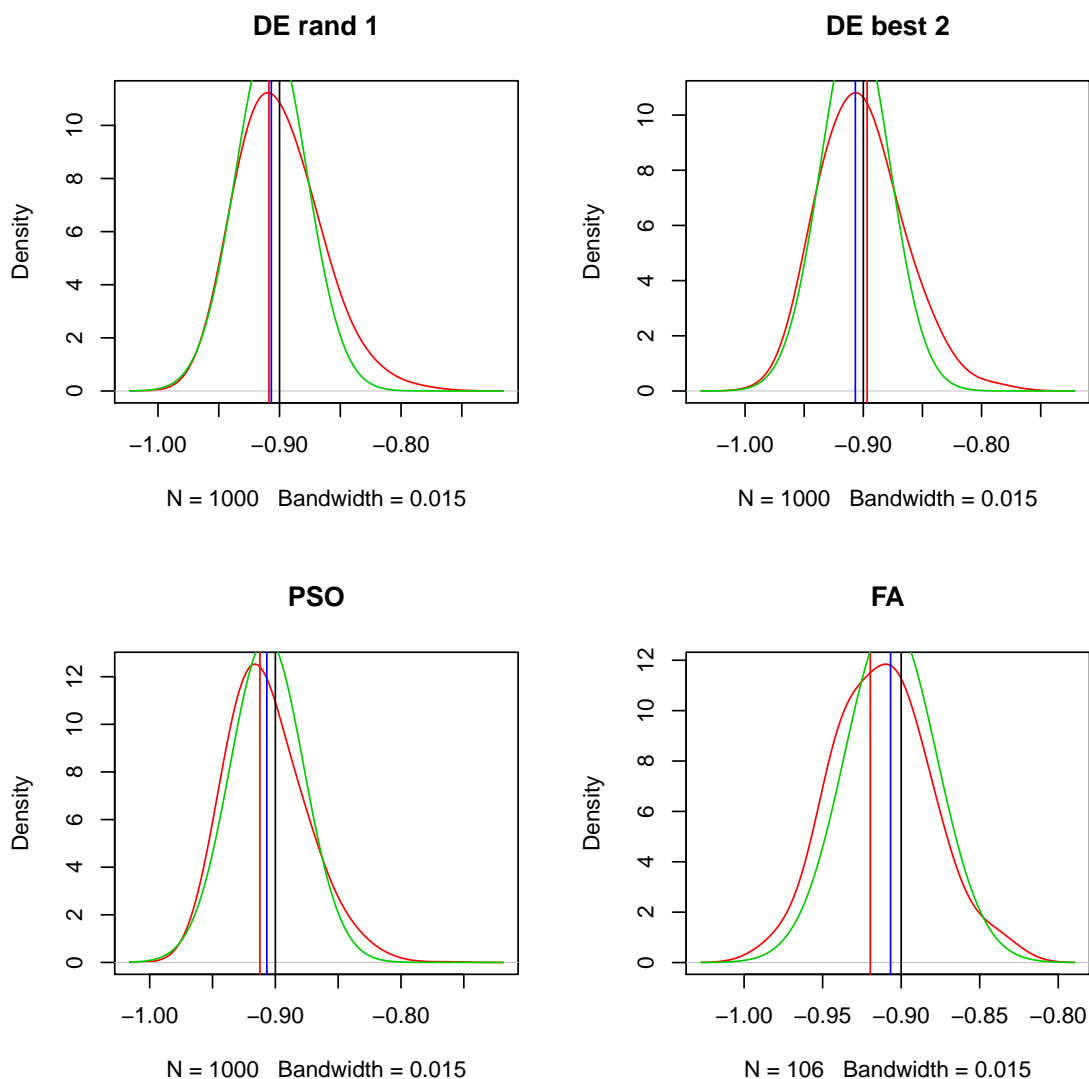 DE rand 1
Density
0 2 4 6 8 10
−1.00 −0.90 −0.80
N = 1000 Bandwidth = 0.015
DE best 2
Density
0 2 4 6 8 10
−1.00 −0.90 −0.80
N = 1000 Bandwidth = 0.015
PSO
Density
0 2 4 6 8 10 12
−1.00 −0.90 −0.80
N = 1000 Bandwidth = 0.015
FA
Density
0 2 4 6 8 10 12
−1.00 −0.95 −0.90 −0.85 −0.80
N = 106 Bandwidth = 0.015